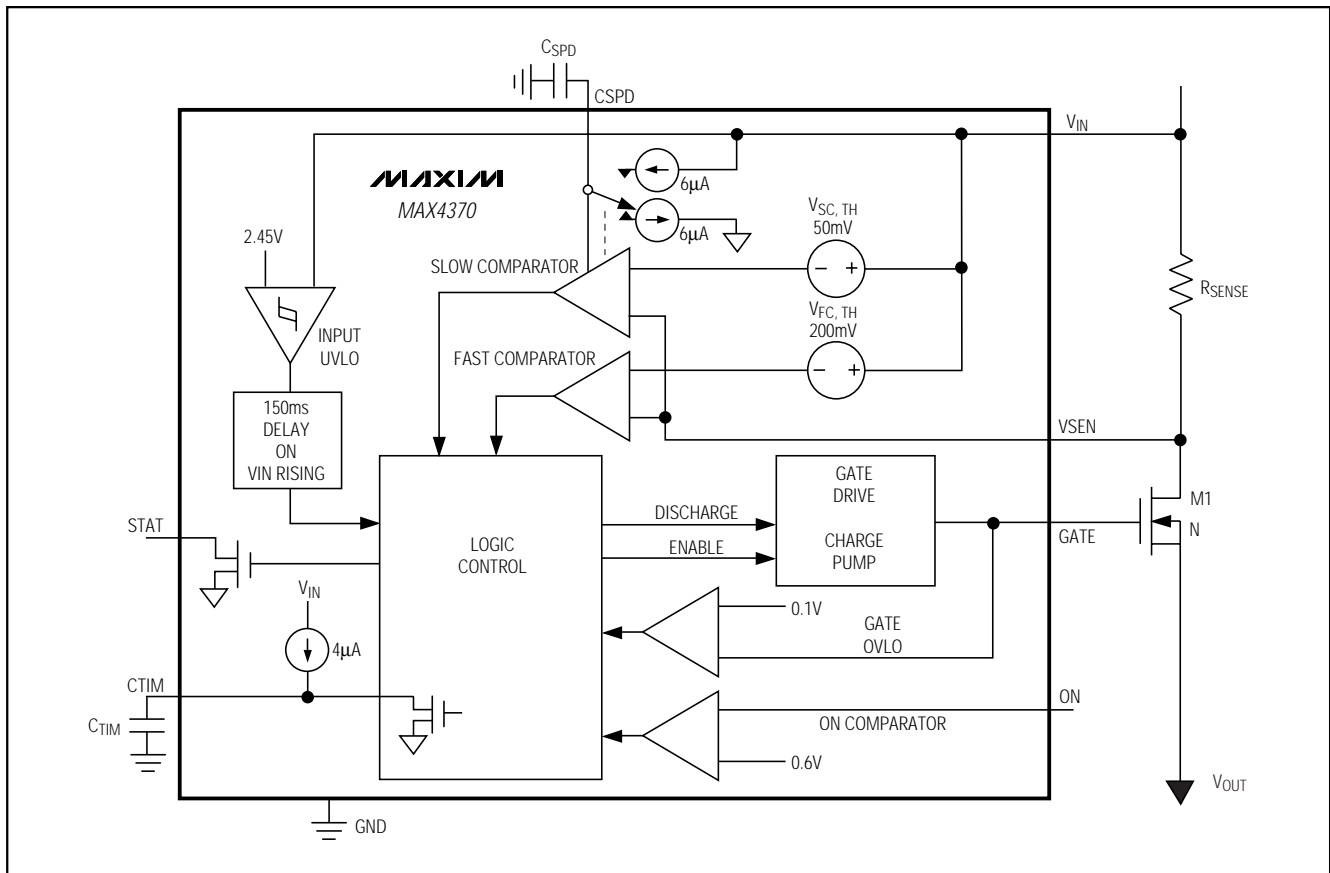 CSPD
CSPD
VIN
MAXIM
MAX4370
6µA
6µA
VSC, TH
50mV
2.45V
SLOW COMPARATOR
RSENSE
VFC, TH
200mV
INPUT
UVLO
FAST COMPARATOR
150ms
DELAY
ON
VIN RISING
VSEN
GATE
DRIVE
CHARGE
PUMP
M1
N
STAT
DISCHARGE
ENABLE
GATE
LOGIC
CONTROL
VIN
4µA
0.1V
GATE
OVLO
CTIM
CTIM
ON
ON COMPARATOR
0.6V
VOUT
GND